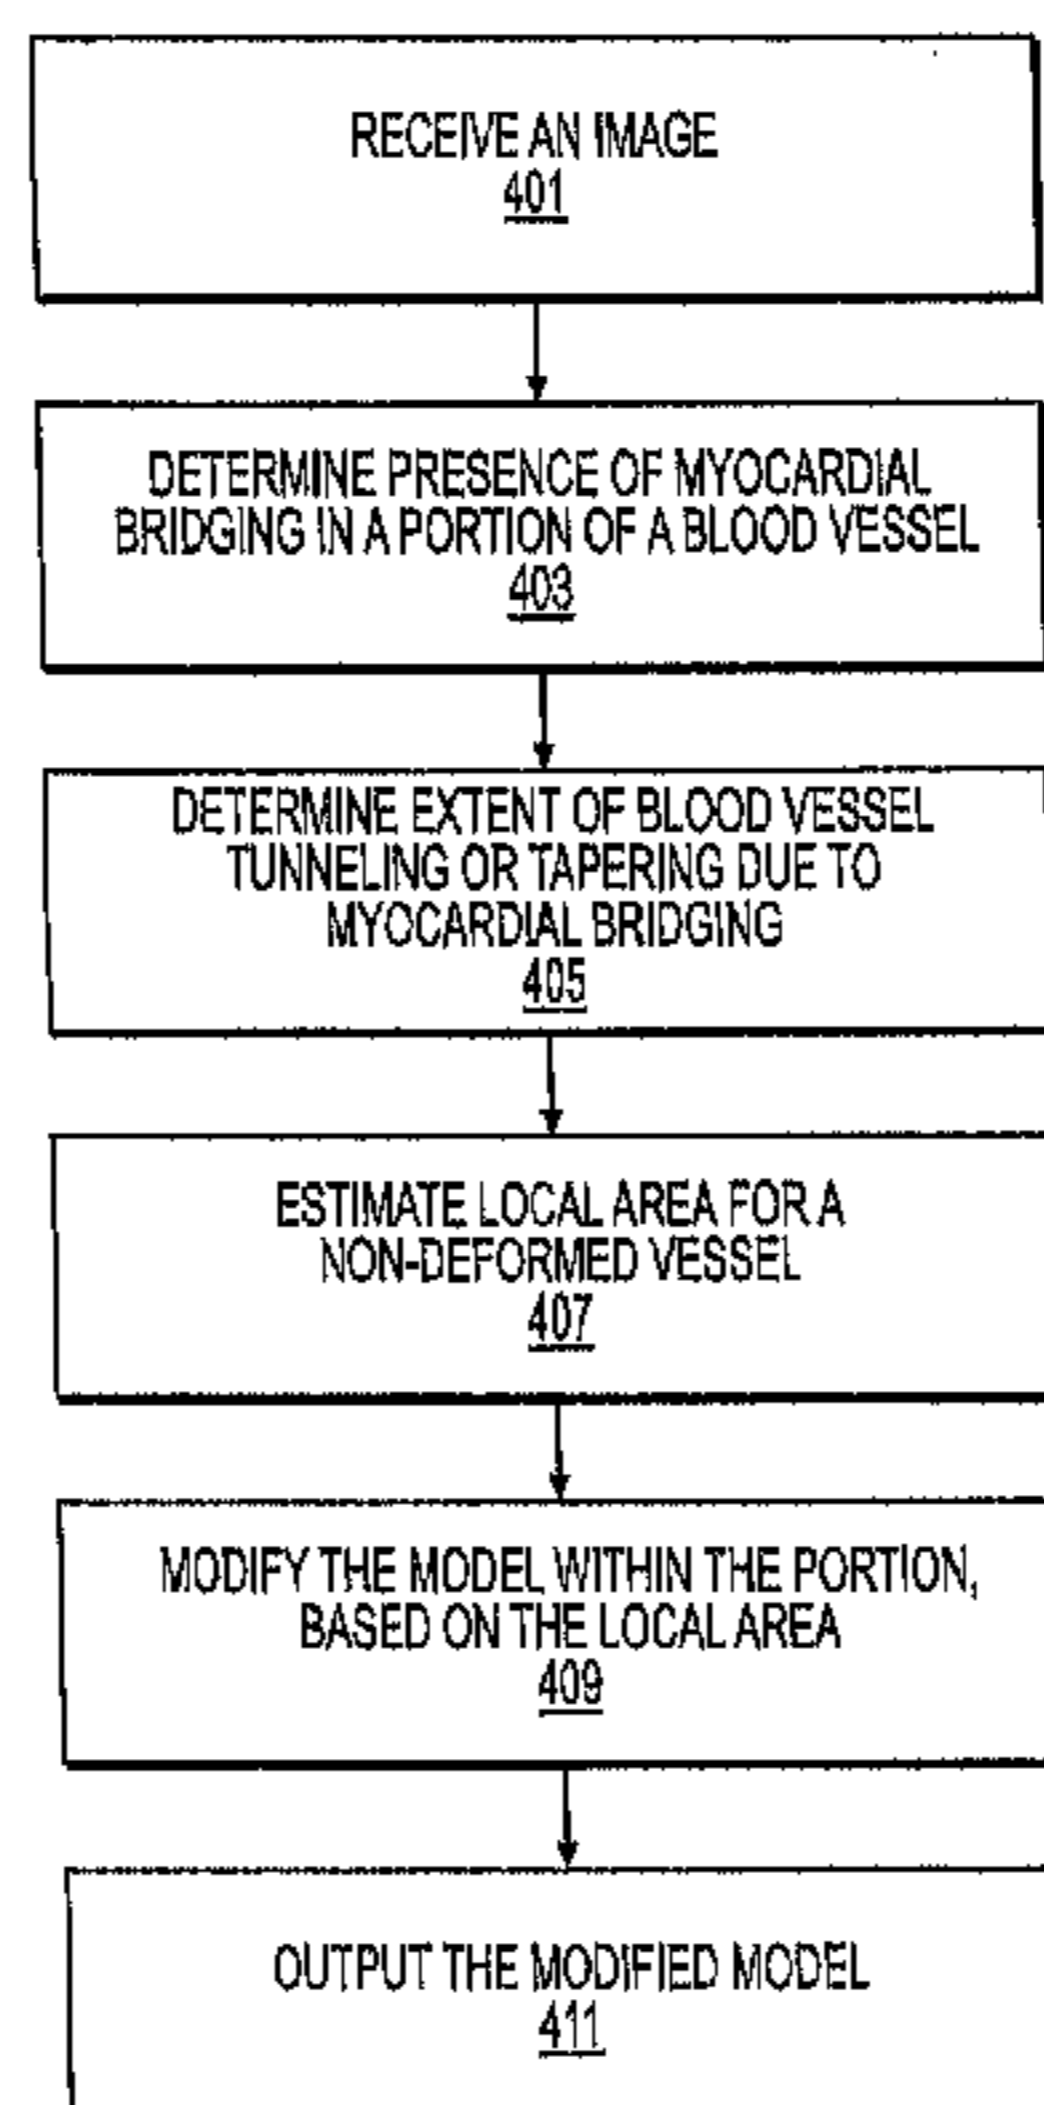 RECEIVE AN IMAGE
401
DETERMINE PRESENCE OF MYOCARDIAL
BRIDGING IN A PORTION OF A BLOOD VESSEL
403
DETERMINE EXTENT OF BLOOD VESSEL
TUNNELING OR TAPERING DUE TO
MYOCARDIAL BRIDGING
405
ESTIMATE LOCAL AREA FOR A
NON-DEFORMED VESSEL
407
MODIFY THE MODEL WITHIN THE PORTION,
BASED ON THE LOCAL AREA
409
OUTPUT THE MODIFIED MODEL
411